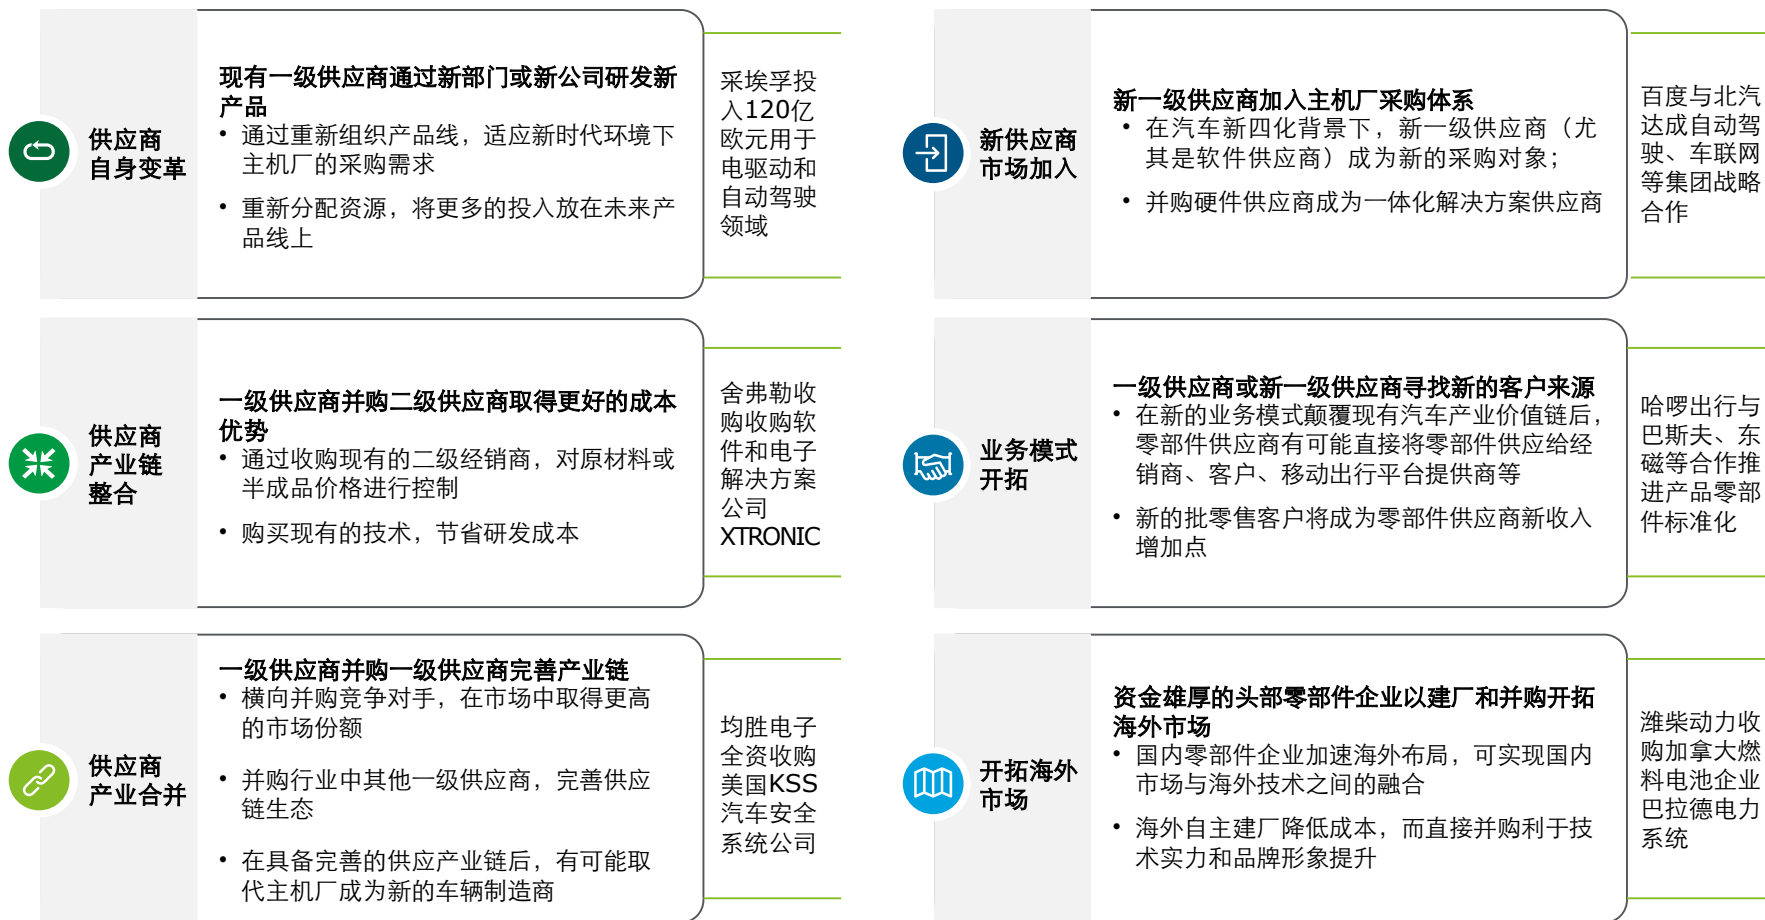 供应商
自身变革
现有一级供应商通过新部门或新公司研发新
产品
• 通过重新组织产品线，适应新时代环境下
主机厂的采购需求
• 重新分配资源，将更多的投入放在未来产
品线上
采埃孚投
入120亿
欧元用于
电驱动和
自动驾驶
领域
新供应商
市场加入
新一级供应商加入主机厂采购体系
• 在汽车新四化背景下，新一级供应商（尤
其是软件供应商）成为新的采购对象；
• 并购硬件供应商成为一体化解决方案供应商
百度与北汽
达成自动驾
驶、车联网
等集团战略
合作
供应商
产业链
整合
一级供应商并购二级供应商取得更好的成本
优势
• 通过收购现有的二级经销商，对原材料或
半成品价格进行控制
• 购买现有的技术，节省研发成本
舍弗勒收
购收购软
件和电子
解决方案
公司
XTRONIC
业务模式
开拓
一级供应商或新一级供应商寻找新的客户来源
• 在新的业务模式颠覆现有汽车产业价值链后，
零部件供应商有可能直接将零部件供应给经
销商、客户、移动出行平台提供商等
• 新的批零售客户将成为零部件供应商新收入
增加点
哈啰出行与
巴斯夫、东
磁等合作推
进产品零部
件标准化
供应商
产业合并
一级供应商并购一级供应商完善产业链
• 横向并购竞争对手，在市场中取得更高
的市场份额
• 并购行业中其他一级供应商，完善供应
链生态
• 在具备完善的供应产业链后，有可能取
代主机厂成为新的车辆制造商
均胜电子
全资收购
美国KSS
汽车安全
系统公司
开拓海外
市场
资金雄厚的头部零部件企业以建厂和并购开拓
海外市场
• 国内零部件企业加速海外布局，可实现国内
市场与海外技术之间的融合
• 海外自主建厂降低成本，而直接并购利于技
术实力和品牌形象提升
潍柴动力收
购加拿大燃
料电池企业
巴拉德电力
系统